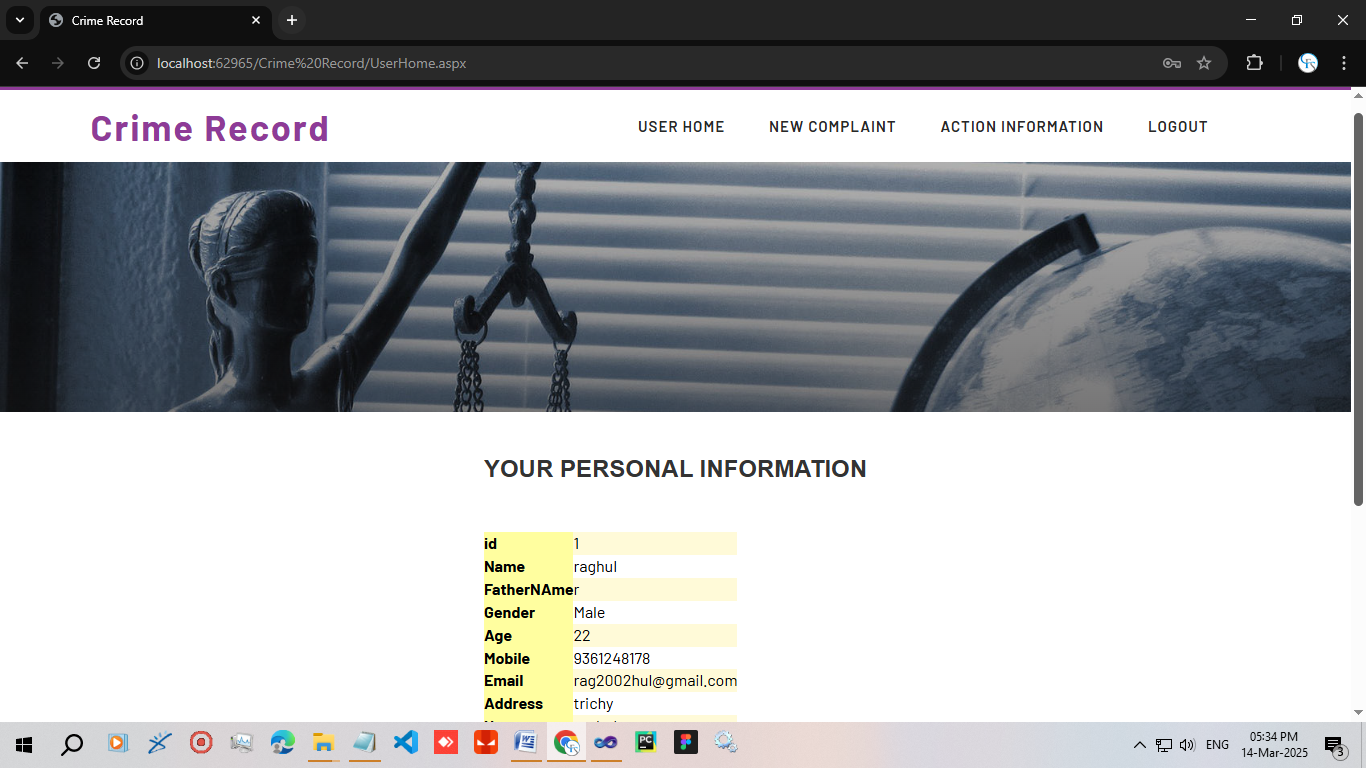 Crime Record
localhost:62965/Crime%20Record/UserHome.aspx
Crime Record
USER HOME
NEW COMPLAINT
ACTION INFORMATION
LOGOUT
YOUR PERSONAL INFORMATION
id 1
Name raghul
FatherNAme r
Gender Male
Age 22
Mobile 9361248178
Email rag2002hul@gmail.com
Address trichy
ENG
05:34 PM
14-Mar-2025
3